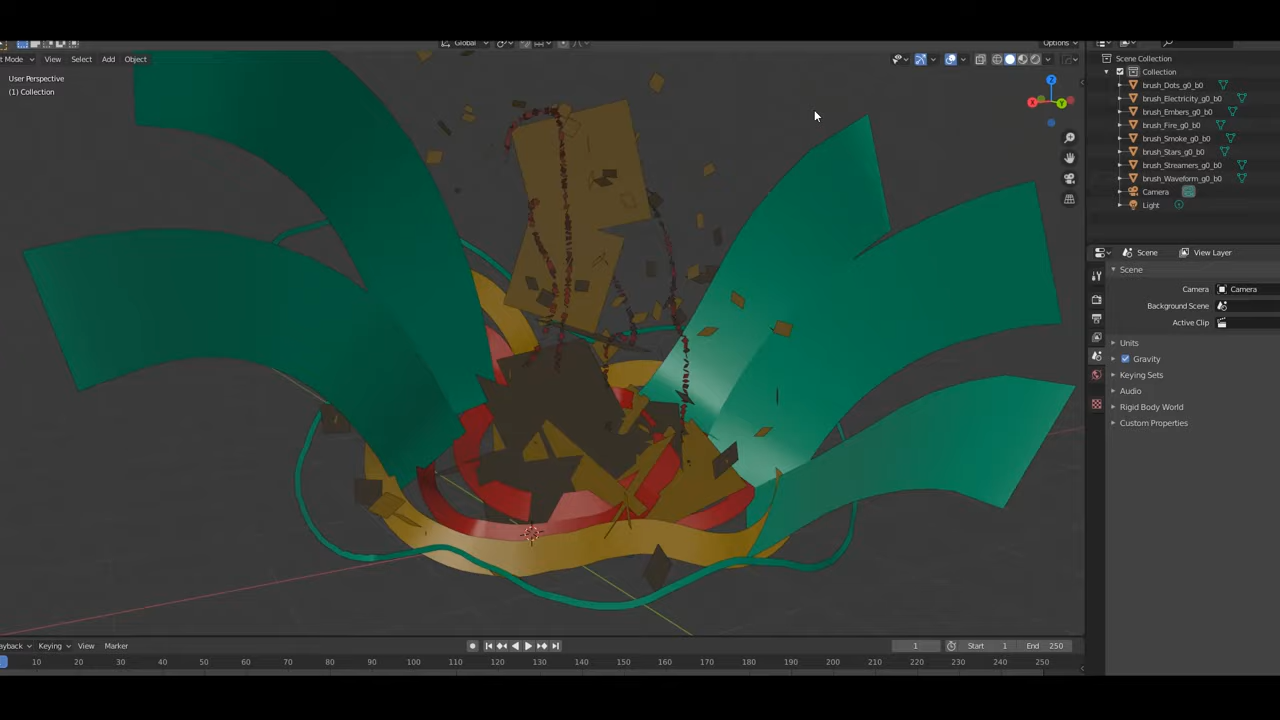 Global
Options
t Mode View Select Add Object
User Perspective
(1) Collection
X
Y
Z
Scene Collection
Collection
brush_Dots_g0_b0
brush_Electricity_g0_b0
brush_Embers_g0_b0
brush_Fire_g0_b0
brush_Smoke_g0_b0
brush_Stars_g0_b0
brush_Streamers_g0_b0
brush_Waveform_g0_b0
Camera
Light
Scene View Layer
Scene
Camera Camera
Background Scene
Active Clip
Units
Gravity
Keying Sets
Audio
Rigid Body World
Custom Properties
ayback Keying View Marker 1 Start 1 End 250
10 20 30 40 50 60 70 80 90 100 110 120 130 140 150 160 170 180 190 200 210 220 230 240 250